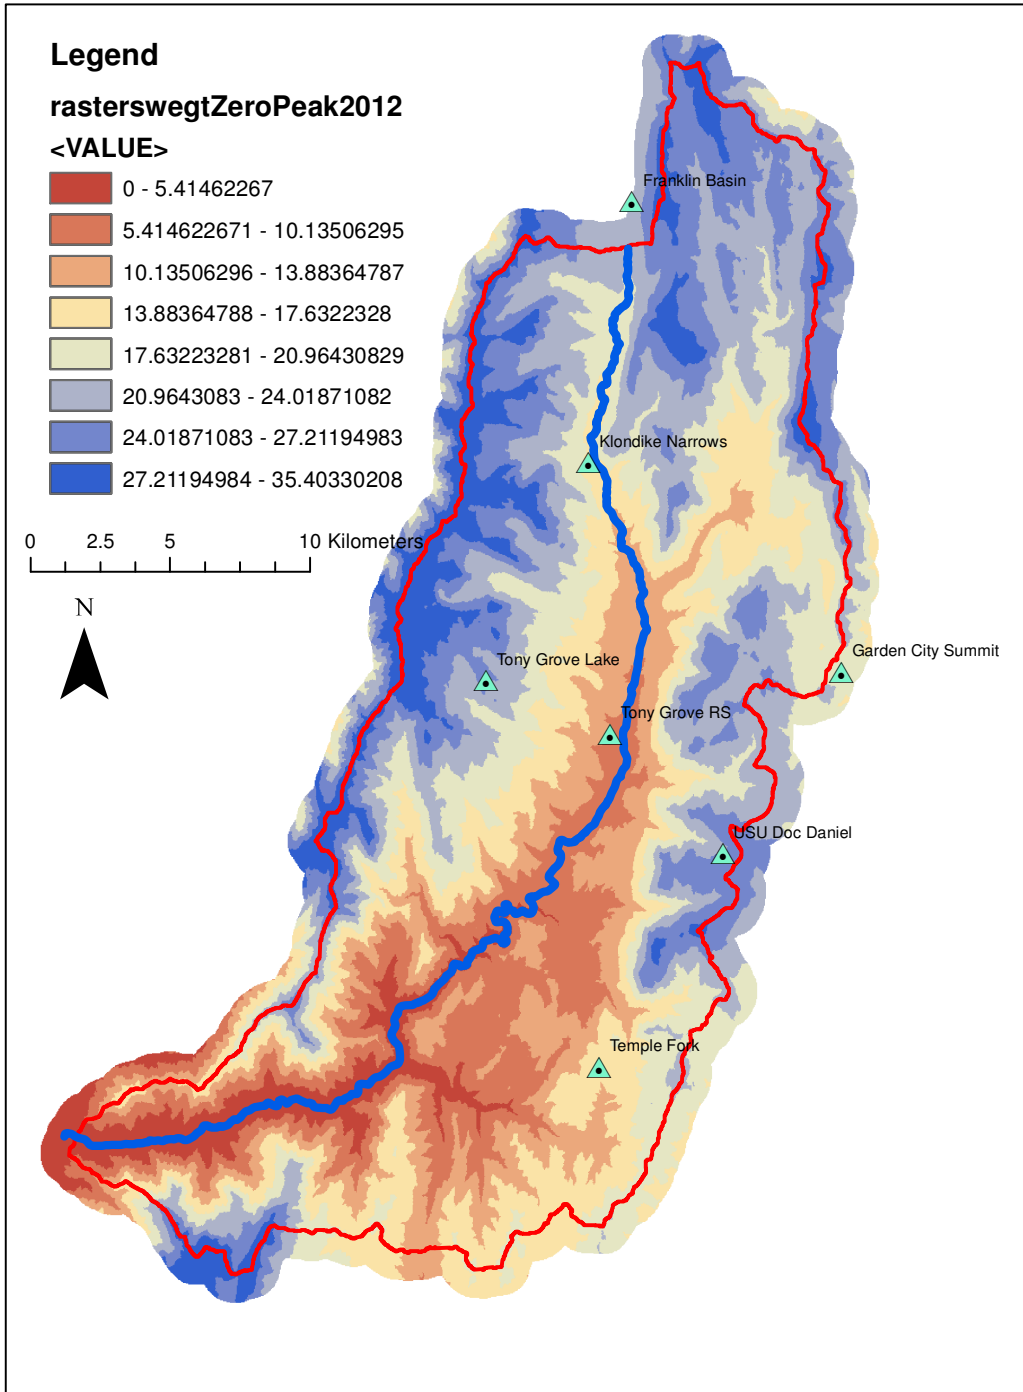 Legend
rasterswegtZeroPeak2012
<VALUE>
0 - 5.41462267
5.414622671 - 10.13506295
10.13506296 - 13.88364787
13.88364788 - 17.6322328
17.63223281 - 20.96430829
20.9643083 - 24.01871082
24.01871083 - 27.21194983
27.21194984 - 35.40330208
0 2.5 5 10 Kilometers
N
Franklin Basin
Klondike Narrows
Tony Grove Lake
Garden City Summit
Tony Grove RS
USU Doc Daniel
Temple Fork